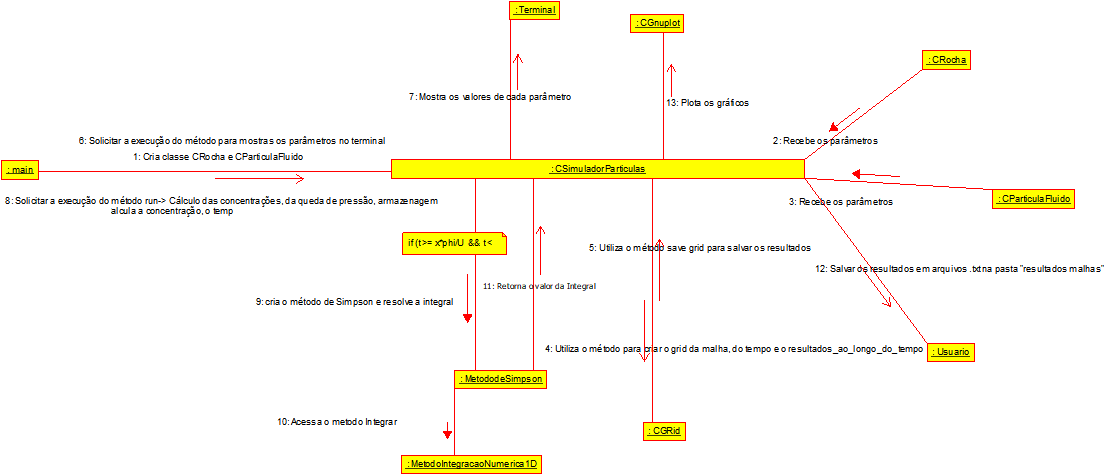 : Terminal
: CGnuplot
: CRocha
7: Mostra os valores de cada parâmetro
13: Plota os gráficos
6: Solicitar a execução do método para mostras os parâmetros no terminal
2: Recebe os parâmetros
1: Cria classe CRocha e CParticulaFluido
: main
: CSimuladorParticulas
8: Solicitar a execução do método run-> Cálculo das concentrações, da queda de pressão, armazenagem
alcula a concentração, o temp
3: Recebe os parâmetros
: CParticulaFluido
if (t>= x*phi/U && t<
5: Utiliza o método save grid para salvar os resultados
12: Salvar os resultados em arquivos .txtna pasta "resultados malhas"
11: Retorna o valor da Integral
9: cria o método de Simpson e resolve a integral
4: Utiliza o método para criar o grid da malha, do tempo e o resultados_ao_longo_do_tempo
: Usuario
: MetododeSimpson
10: Acessa o metodo Integrar
: CGRid
: MetodoIntegracaoNumerica1D